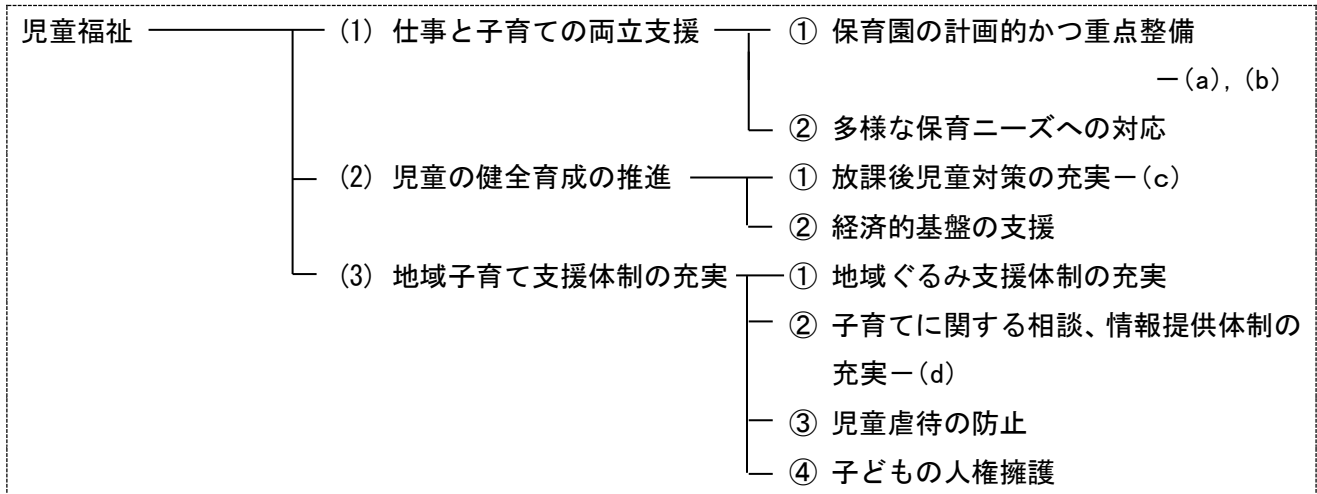 児童福祉 (1) 仕事と子育ての両立支援 ① 保育園の計画的かつ重点整備
－(a), (b)
② 多様な保育ニーズへの対応
(2) 児童の健全育成の推進 ① 放課後児童対策の充実－(c)
② 経済的基盤の支援
(3) 地域子育て支援体制の充実 ① 地域ぐるみ支援体制の充実
② 子育てに関する相談、情報提供体制の
充実－(d)
③ 児童虐待の防止
④ 子どもの人権擁護